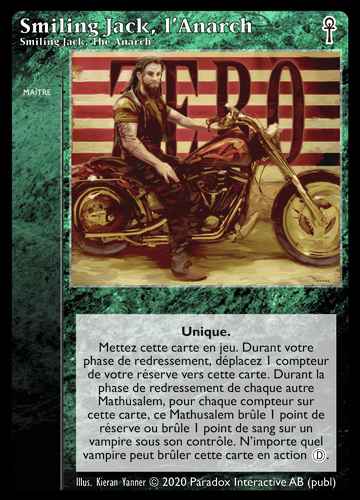 Smiling Jack, l'Anarch
Smiling Jack, The Anarch
MAÎTRE
ZERO
Unique.
Mettez cette carte en jeu. Durant votre
phase de redressement, déplacez 1 compteur
de votre réserve vers cette carte. Durant la
phase de redressement de chaque autre
Mathusalem, pour chaque compteur sur
cette carte, ce Mathusalem brûle 1 point de
réserve ou brûle 1 point de sang sur un
vampire sous son contrôle. N'importe quel
vampire peut brûler cette carte en action Ⓓ.
Illus. Kieran Yanner © 2020 Paradox Interactive AB (publ)